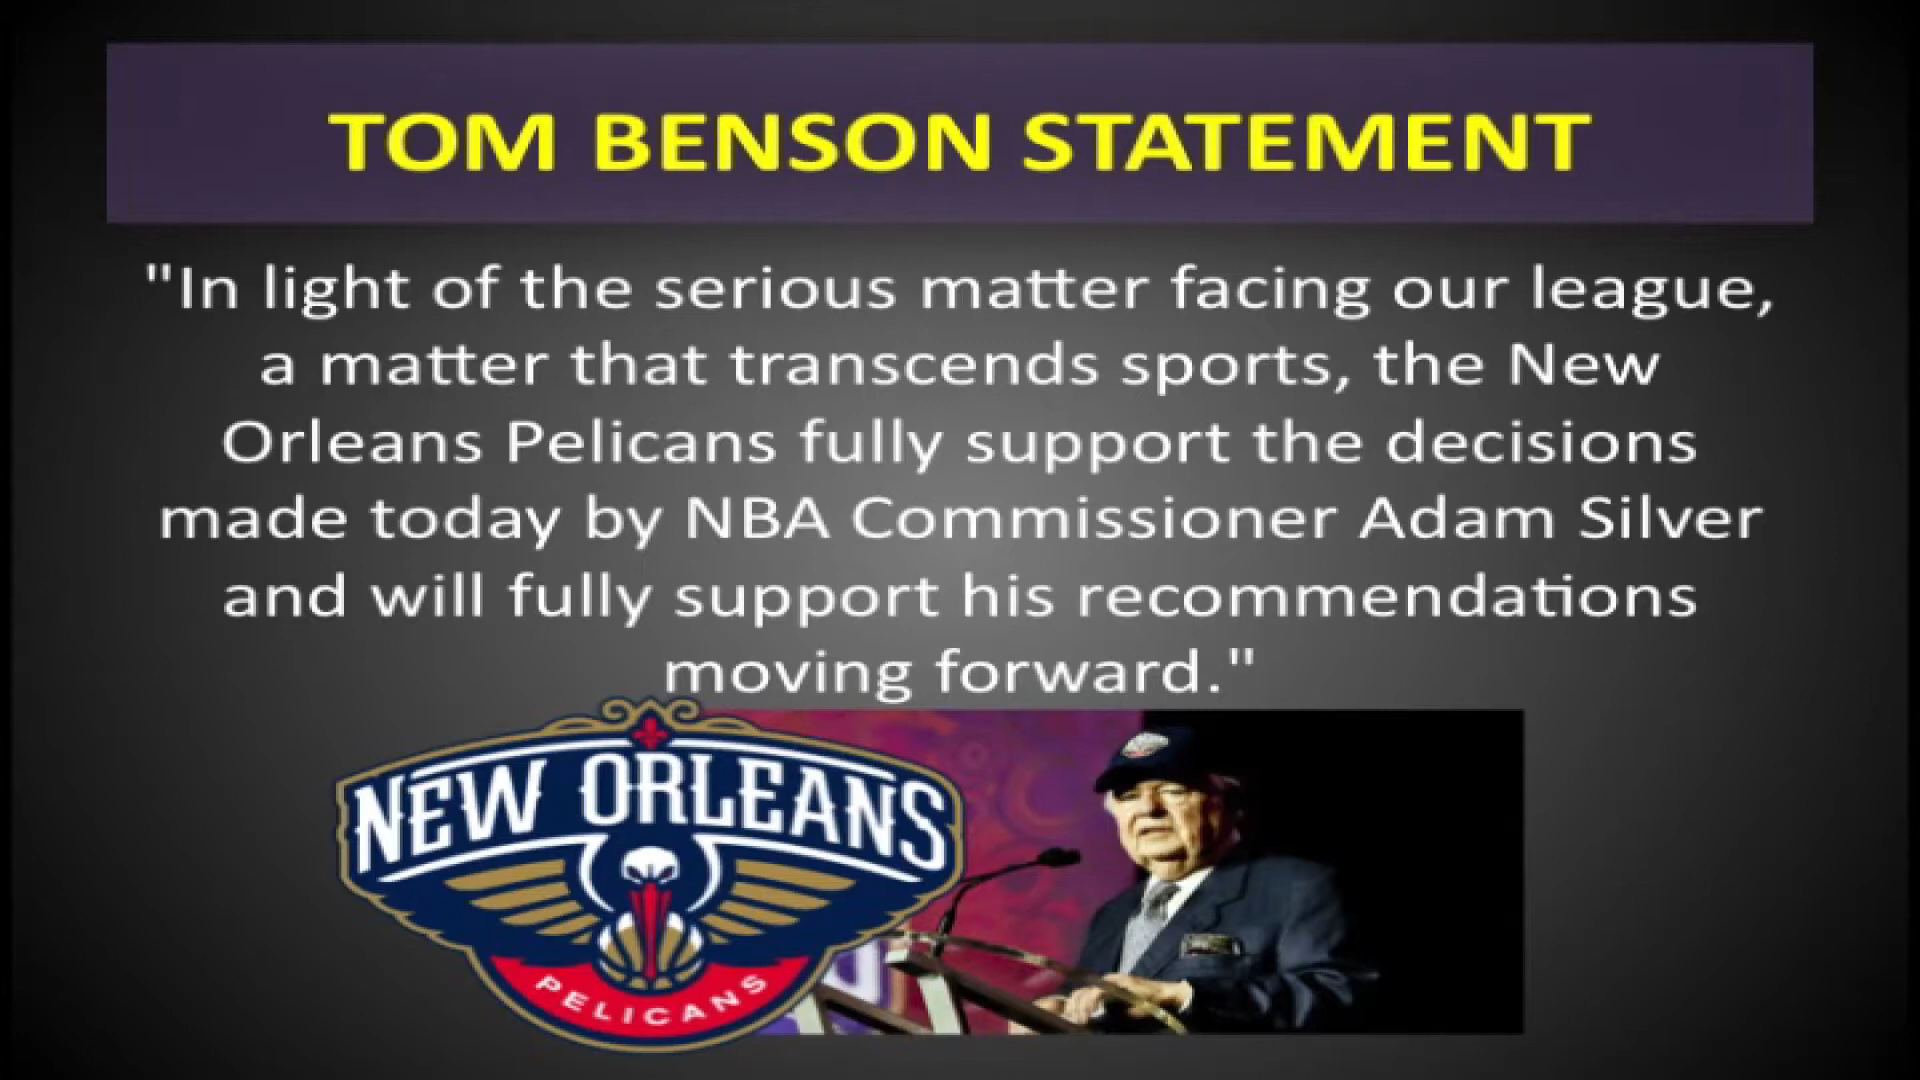 TOM BENSON STATEMENT
"In light of the serious matter facing our league,
a matter that transcends sports, the New
Orleans Pelicans fully support the decisions
made today by NBA Commissioner Adam Silver
and will fully support his recommendations
moving forward."
NEW ORLEANS
PELICANS